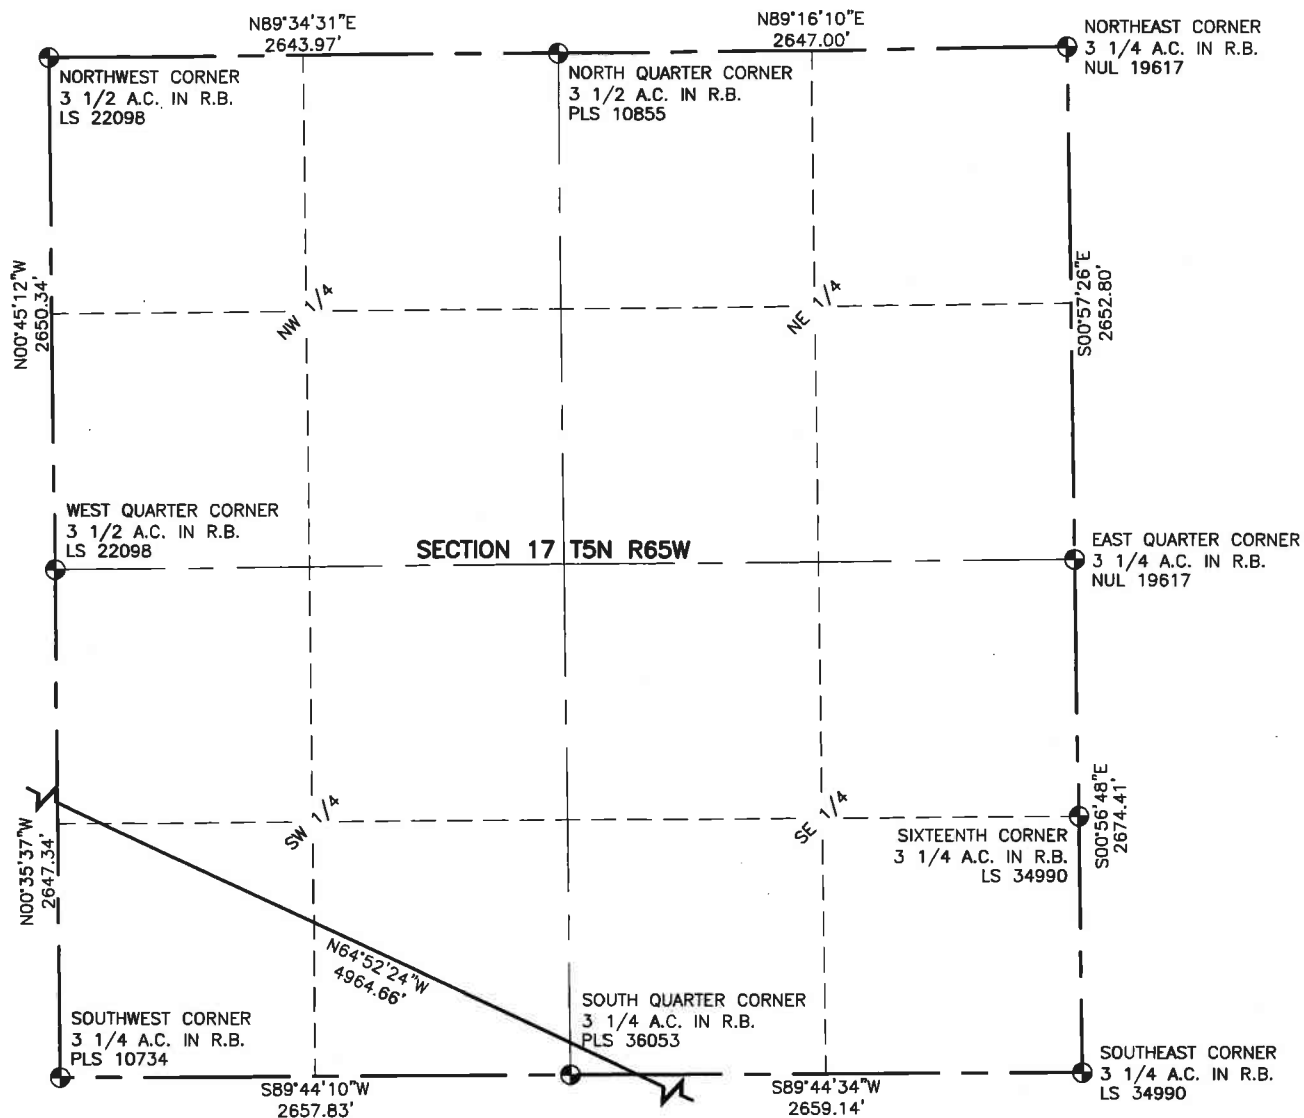 N89°34'31"E
2643.97'
N89°16'10"E
2647.00'
NORTHEAST CORNER
3 1/4 A.C. IN R.B.
NUL 19617
NORTHWEST CORNER
3 1/2 A.C. IN R.B.
LS 22098
NORTH QUARTER CORNER
3 1/2 A.C. IN R.B.
PLS 10855
N00°45'12"W
2650.34'
NW 1/4
NE 1/4
S00°57'26"E
2652.80'
WEST QUARTER CORNER
3 1/2 A.C. IN R.B.
LS 22098
SECTION 17 T5N R65W
EAST QUARTER CORNER
3 1/4 A.C. IN R.B.
NUL 19617
N00°35'37"W
2647.34'
SW 1/4
SE 1/4
SIXTEENTH CORNER
3 1/4 A.C. IN R.B.
LS 34990
S00°56'48"E
2674.41'
N64°52'24"W
4964.66'
SOUTHWEST CORNER
3 1/4 A.C. IN R.B.
PLS 10734
SOUTH QUARTER CORNER
3 1/4 A.C. IN R.B.
PLS 36053
SOUTHEAST CORNER
3 1/4 A.C. IN R.B.
LS 34990
S89°44'10"W
2657.83'
S89°44'34"W
2659.14'